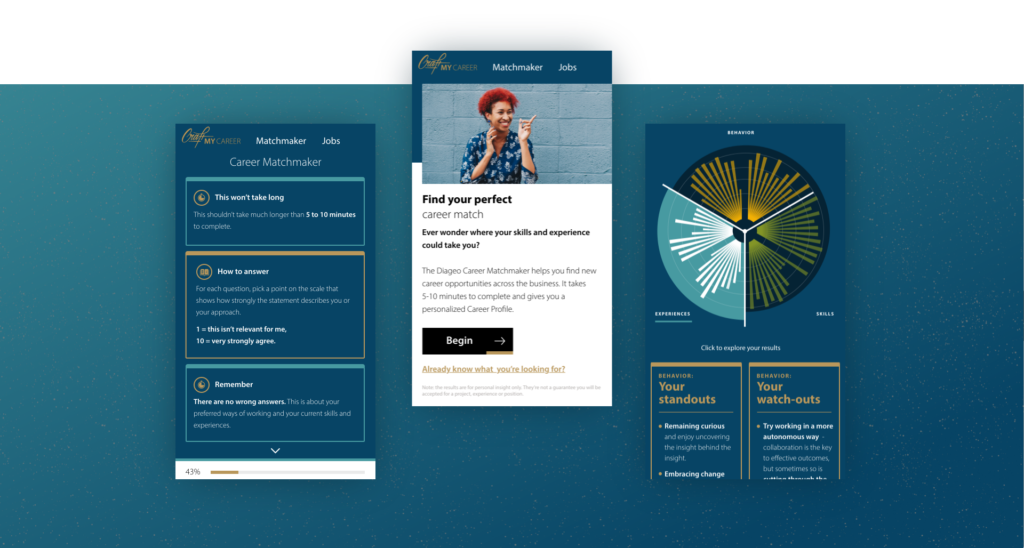 Craft MY CAREER
Matchmaker
Jobs
Career Matchmaker
This won't take long
This shouldn't take much longer than 5 to 10 minutes
to complete.
How to answer
For each question, pick a point on the scale that
shows how strongly the statement describes you or
your approach.
1 = this isn't relevant for me,
10 = very strongly agree.
Remember
There are no wrong answers. This is about your
preferred ways of working and your current skills and
experiences.
43%
Craft MY CAREER
Matchmaker
Jobs
Find your perfect
career match
Ever wonder where your skills and experience
could take you?
The Diageo Career Matchmaker helps you find new
career opportunities across the business. It takes
5-10 minutes to complete and gives you a
personalized Career Profile.
Begin
Already know what you're looking for?
Note: the results are for personal insight only. They're not a guarantee you will be
accepted for a project, experience or position.
BEHAVIOR
EXPERIENCES
SKILLS
Click to explore your results
BEHAVIOR:
Your
standouts
Remaining curious
and enjoy uncovering
the insight behind the
insight.
Embracing change
BEHAVIOR:
Your
watch-outs
Try working in a more
autonomous way -
collaboration is the key
to effective outcomes,
but sometimes so is
cutting through the